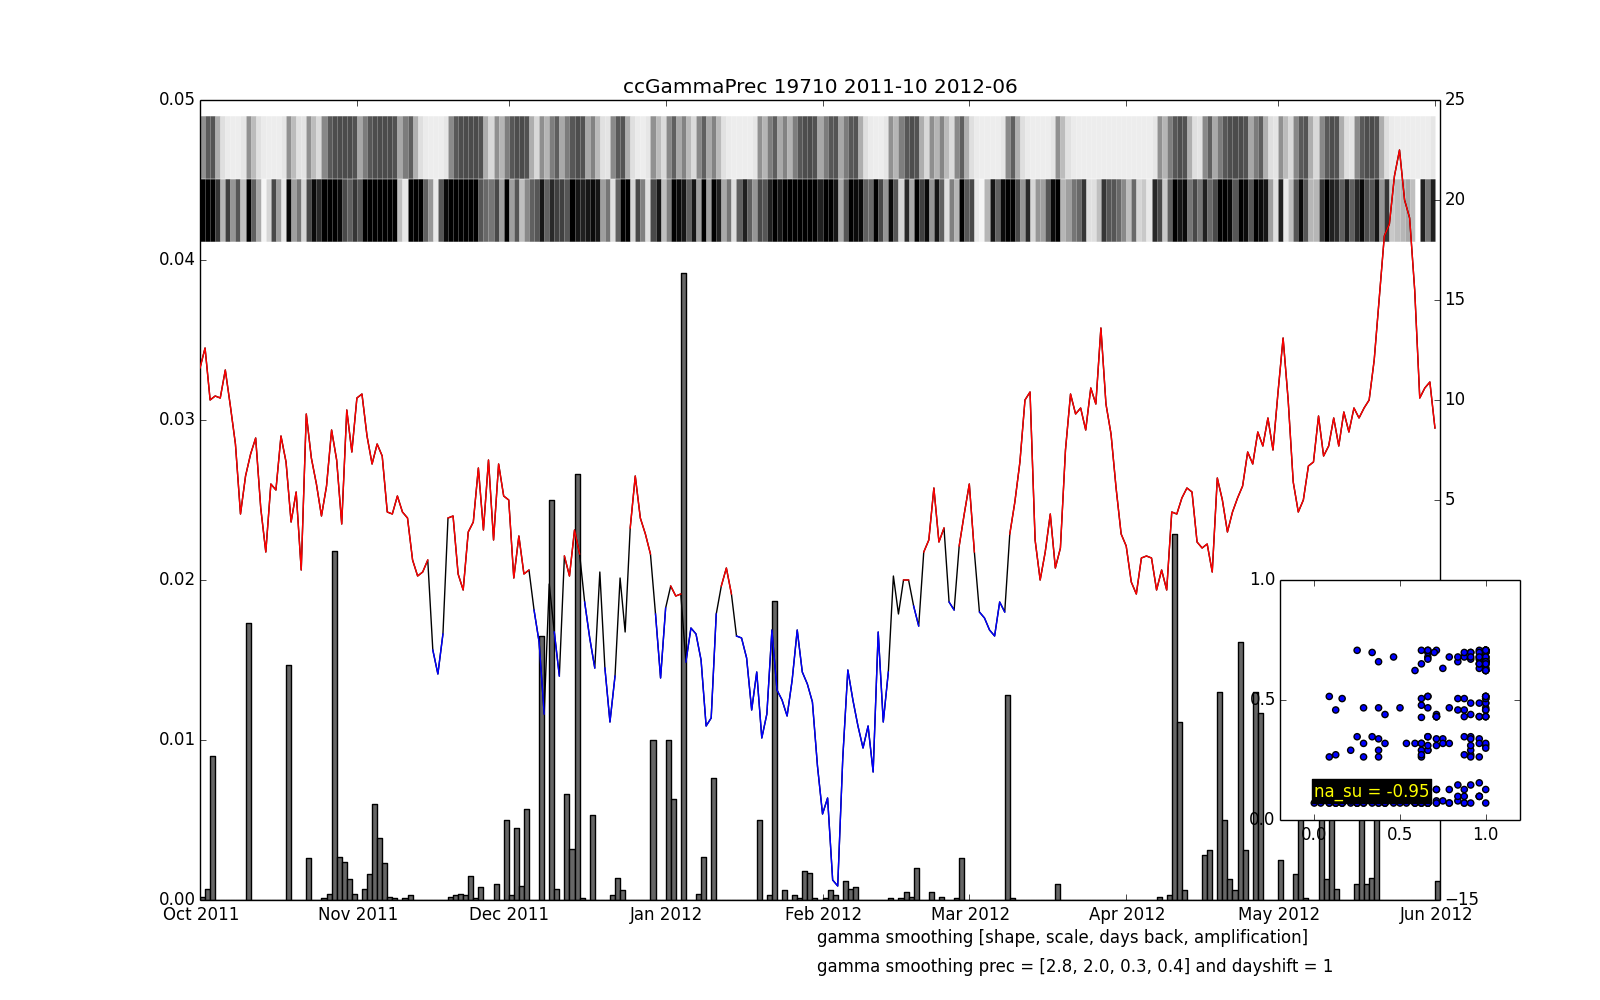 ccGammaPrec 19710 2011-10 2012-06
0.05
0.04
0.03
0.02
0.01
0.00
25
20
15
10
5
−15
1.0
0.5
0.0
na_su = -0.95
0.0 0.5 1.0
Oct 2011 Nov 2011 Dec 2011 Jan 2012 Feb 2012 Mar 2012 Apr 2012 May 2012 Jun 2012
gamma smoothing [shape, scale, days back, amplification]
gamma smoothing prec = [2.8, 2.0, 0.3, 0.4] and dayshift = 1